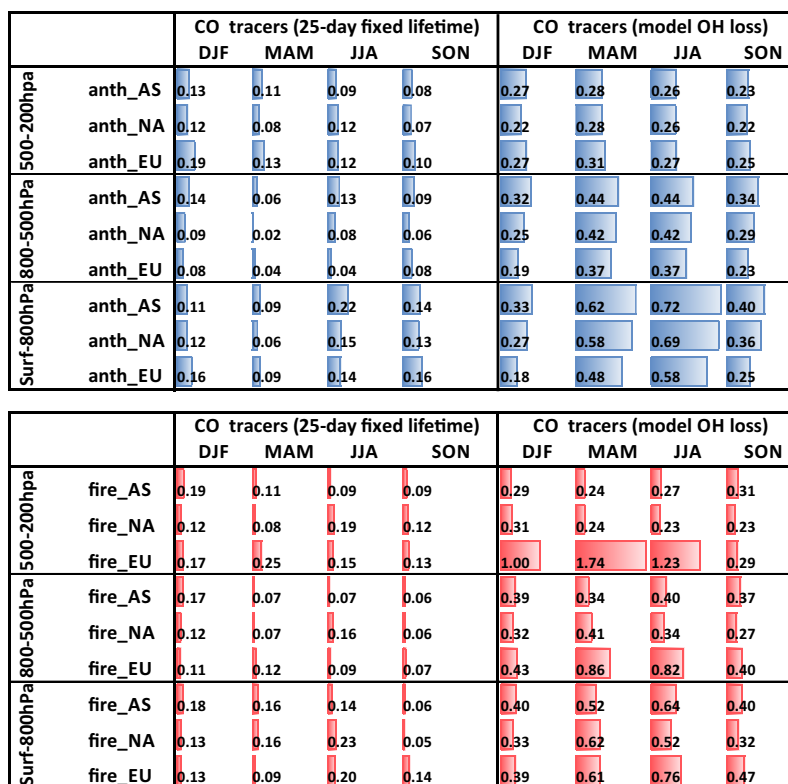 CO tracers (25-day fixed lifetime) CO tracers (model OH loss)
DJF MAM JJA SON DJF MAM JJA SON
500-200hpa
anth_AS 0.13 0.11 0.09 0.08 0.27 0.28 0.26 0.23
anth_NA 0.12 0.08 0.12 0.07 0.22 0.28 0.26 0.22
anth_EU 0.19 0.13 0.12 0.10 0.27 0.31 0.27 0.25
800-500hPa
anth_AS 0.14 0.06 0.13 0.09 0.32 0.44 0.44 0.34
anth_NA 0.09 0.02 0.08 0.06 0.25 0.42 0.42 0.29
anth_EU 0.08 0.04 0.04 0.08 0.19 0.37 0.37 0.23
Surf-800hPa
anth_AS 0.11 0.09 0.22 0.14 0.33 0.62 0.72 0.40
anth_NA 0.12 0.06 0.15 0.13 0.27 0.58 0.69 0.36
anth_EU 0.16 0.09 0.14 0.16 0.18 0.48 0.58 0.25
CO tracers (25-day fixed lifetime) CO tracers (model OH loss)
DJF MAM JJA SON DJF MAM JJA SON
500-200hpa
fire_AS 0.19 0.11 0.09 0.09 0.29 0.24 0.27 0.31
fire_NA 0.12 0.08 0.19 0.12 0.31 0.24 0.23 0.23
fire_EU 0.17 0.25 0.15 0.13 1.00 1.74 1.23 0.29
800-500hPa
fire_AS 0.17 0.07 0.07 0.06 0.39 0.34 0.40 0.37
fire_NA 0.12 0.07 0.16 0.06 0.32 0.41 0.34 0.27
fire_EU 0.11 0.12 0.09 0.07 0.43 0.86 0.82 0.40
Surf-800hPa
fire_AS 0.18 0.16 0.14 0.06 0.40 0.52 0.64 0.40
fire_NA 0.13 0.16 0.23 0.05 0.33 0.62 0.52 0.32
fire_EU 0.13 0.09 0.20 0.14 0.39 0.61 0.76 0.47